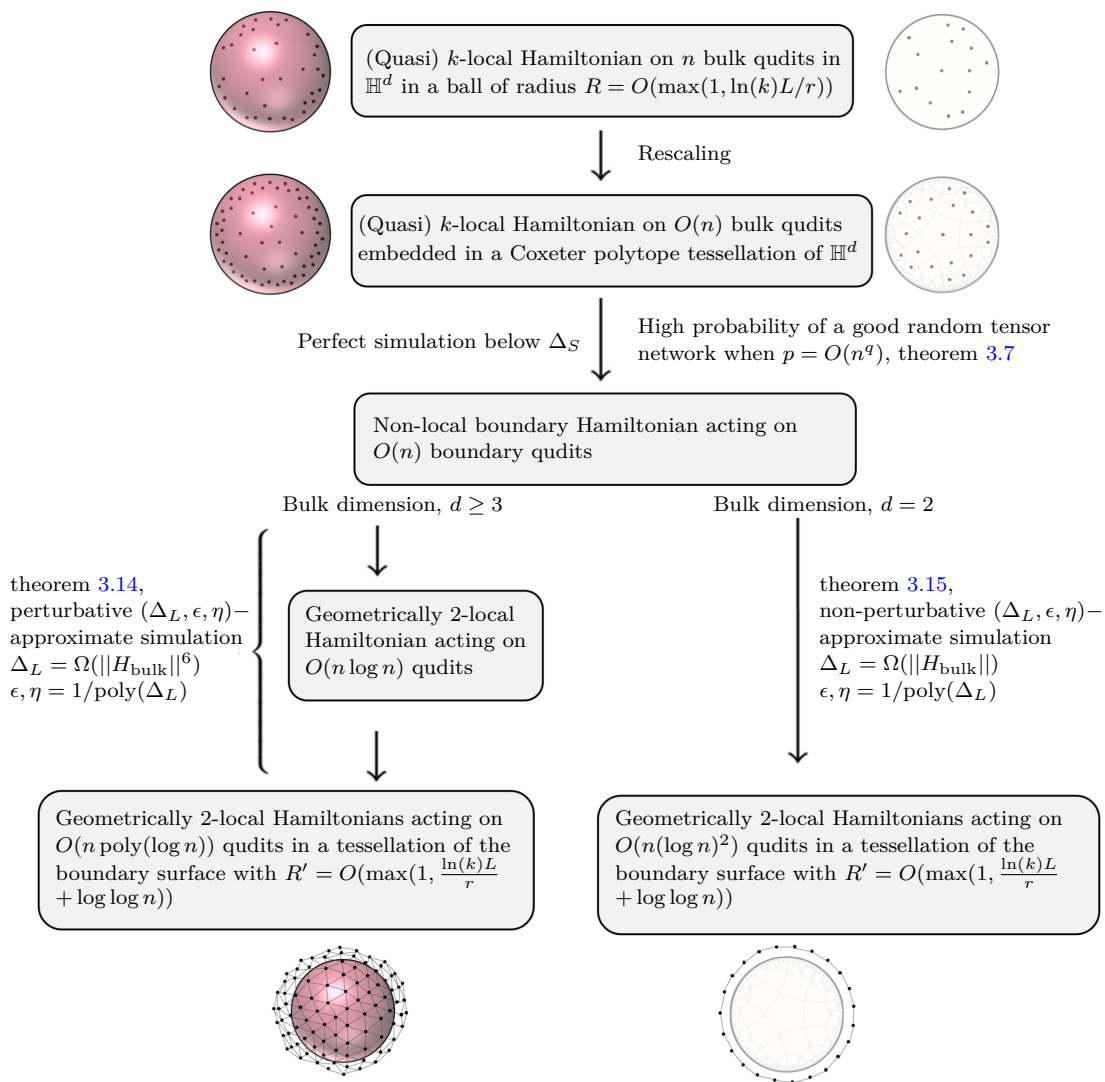 (Quasi) k-local Hamiltonian on n bulk qudits in
ℍ^d in a ball of radius R = O(max(1, ln(k)L/r))
Rescaling
(Quasi) k-local Hamiltonian on O(n) bulk qudits
embedded in a Coxeter polytope tessellation of ℍ^d
Perfect simulation below Δ_S
High probability of a good random tensor
network when p = O(n^q), theorem 3.7
Non-local boundary Hamiltonian acting on
O(n) boundary qudits
Bulk dimension, d ≥ 3
Bulk dimension, d = 2
theorem 3.14,
perturbative (Δ_L, ϵ, η)−
approximate simulation
Δ_L = Ω(||H_bulk||^6)
ϵ, η = 1/poly(Δ_L)
Geometrically 2-local
Hamiltonian acting on
O(n log n) qudits
theorem 3.15,
non-perturbative (Δ_L, ϵ, η)−
approximate simulation
Δ_L = Ω(||H_bulk||)
ϵ, η = 1/poly(Δ_L)
Geometrically 2-local Hamiltonians acting on
O(n poly(log n)) qudits in a tessellation of the
boundary surface with R′ = O(max(1, ln(k)L/r
+ log log n))
Geometrically 2-local Hamiltonians acting on
O(n(log n)^2) qudits in a tessellation of the
boundary surface with R′ = O(max(1, ln(k)L/r
+ log log n))